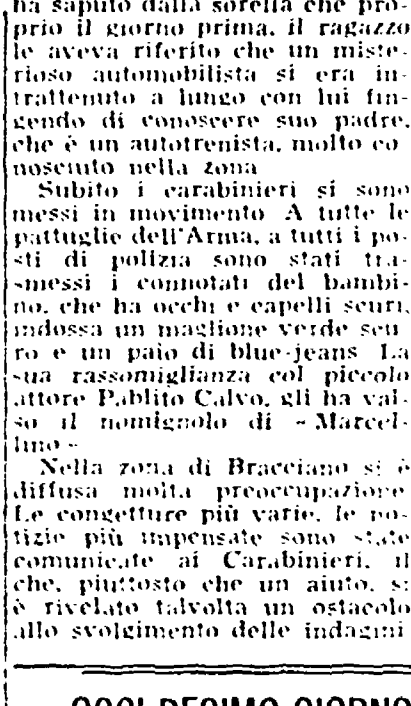 ha saputo dalla sorella che pro-
prio il giorno prima, il ragazzo
le aveva riferito che un miste-
rioso automobilista si era in-
trattenuto a lungo con lui fin-
gendo di conoscere suo padre,
che è un autotrenista, molto co
nosciuto nella zona
Subito i carabinieri si sono
messi in movimento A tutte le
pattuglie dell'Arma, a tutti i po-
sti di polizia sono stati tra-
smessi i connotati del bambi-
no, che ha occhi e capelli scuri,
indossa un maglione verde scu
ro e un paio di blue-jeans La
sua rassomiglianza col piccolo
attore Pablito Calvo, gli ha val-
so il nomignolo di « Marcel-
lino »
Nella zona di Bracciano si è
diffusa molta preoccupazione
Le congetture più varie, le no-
tizie più impensate sono state
comunicate ai Carabinieri, il
che, piuttosto che un aiuto, si
è rivelato talvolta un ostacolo
allo svolgimento delle indagini
OGGI DECIMO GIORNO